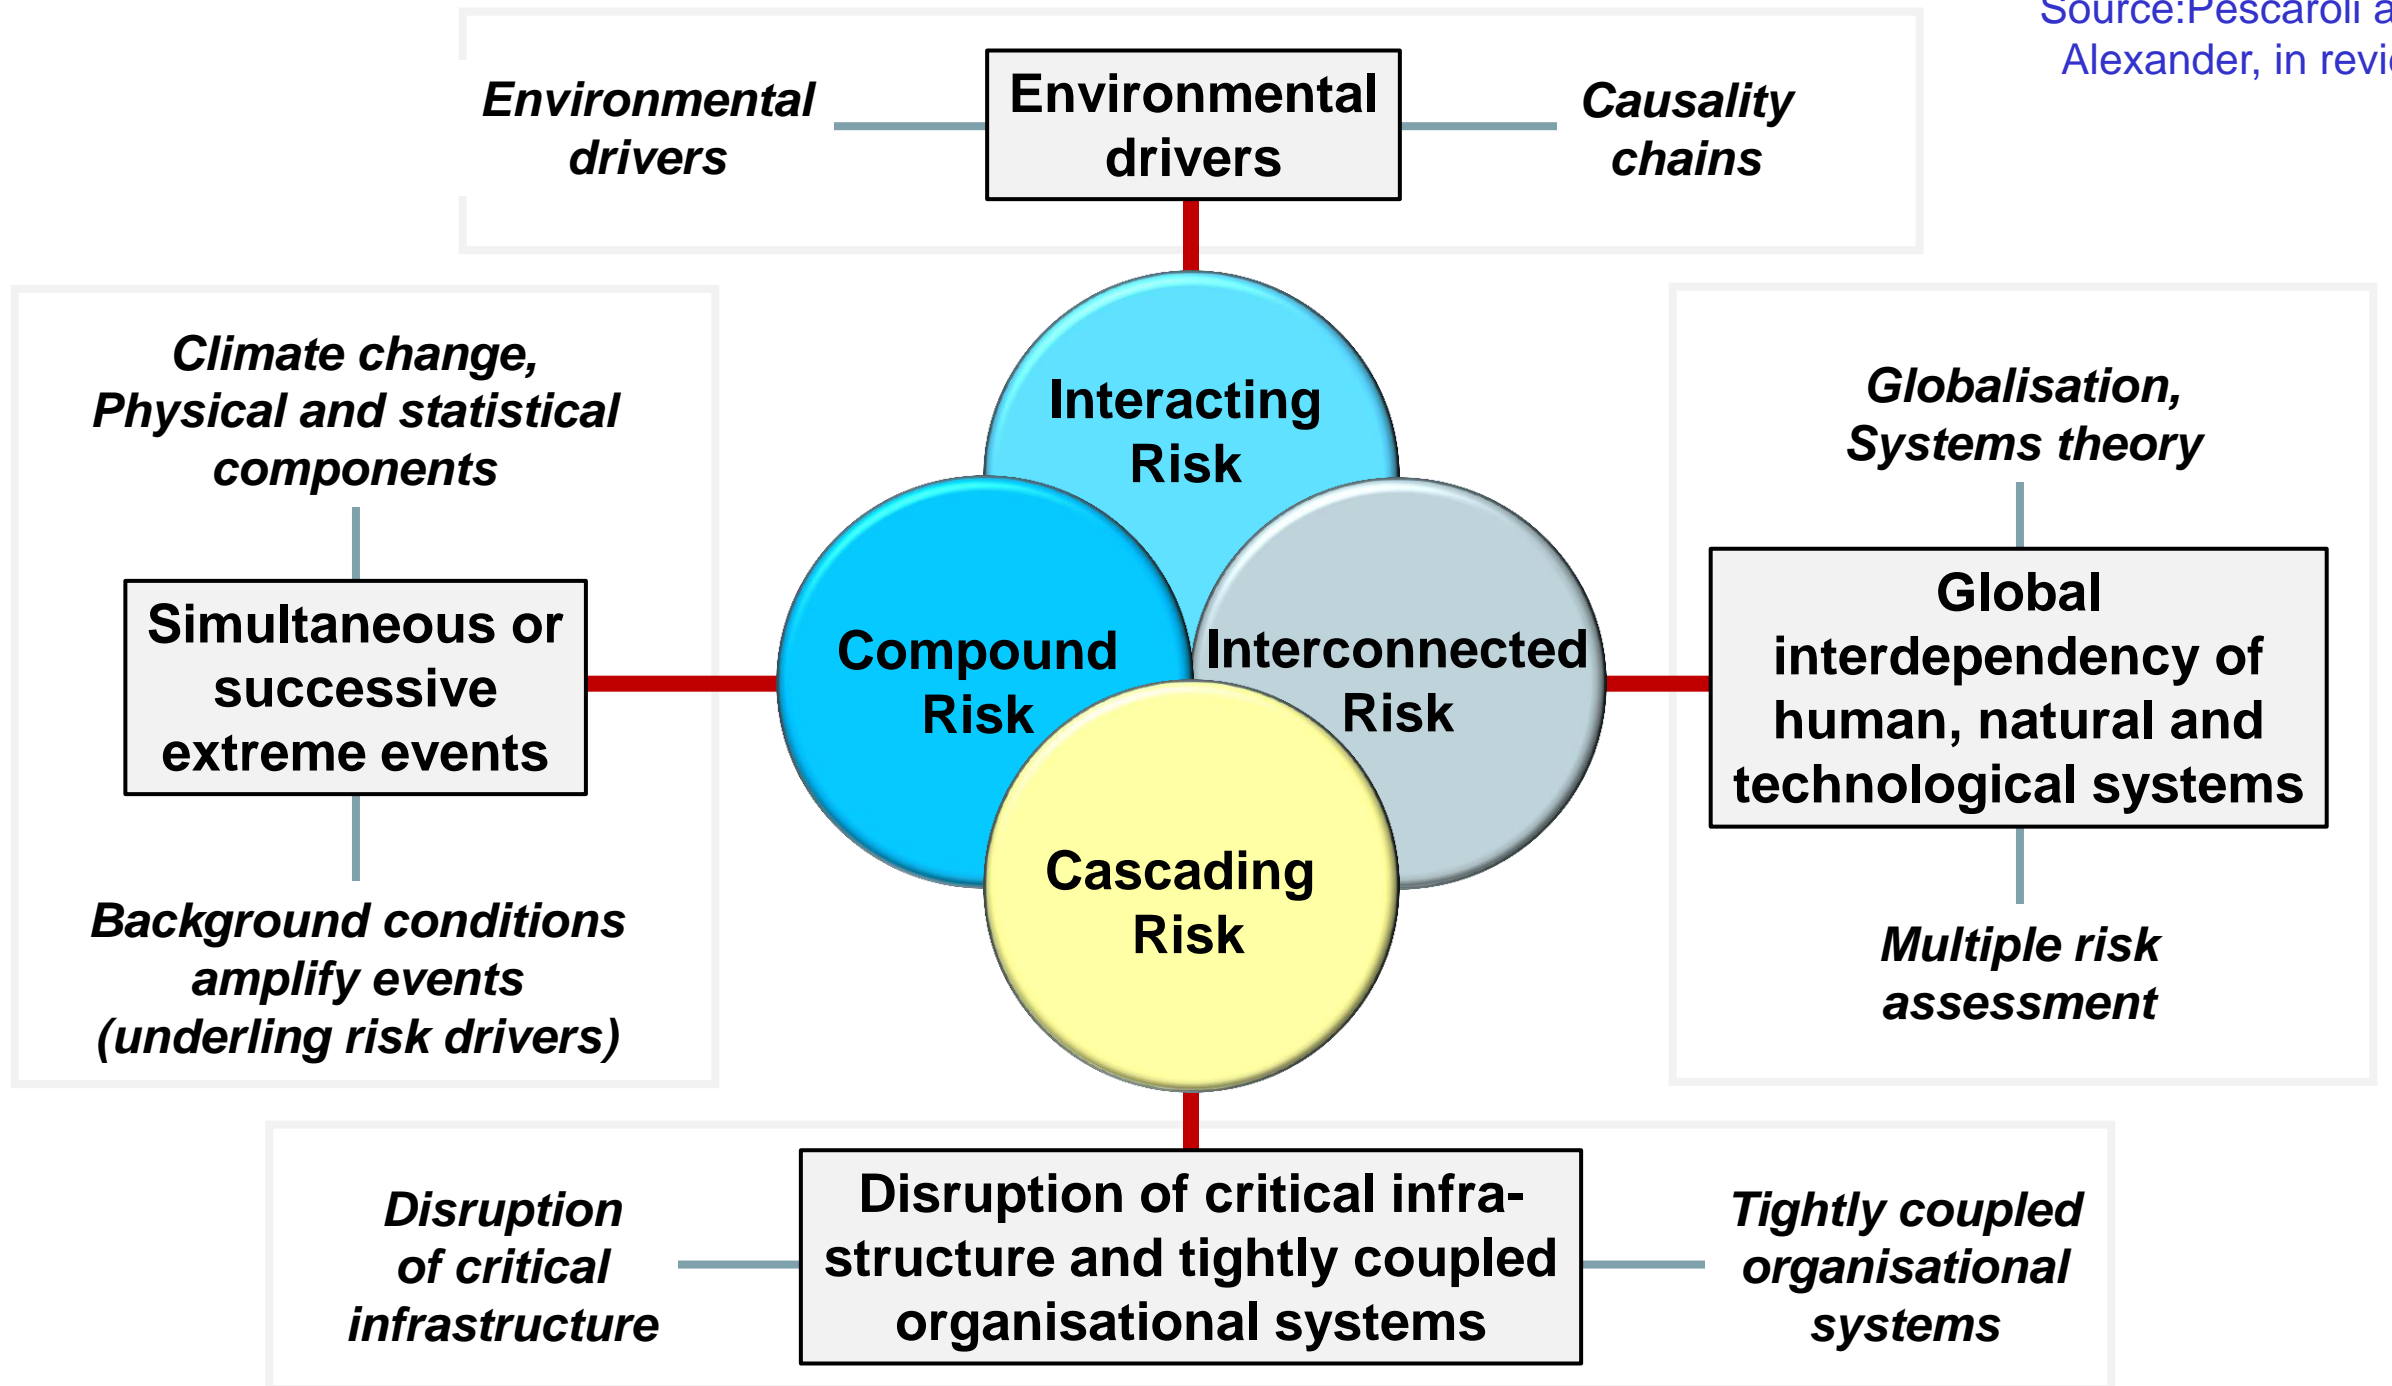 Source:Pescaroli a
Alexander, in revi
Environmental
drivers
Environmental
drivers
Causality
chains
Climate change,
Physical and statistical
components
Simultaneous or
successive
extreme events
Background conditions
amplify events
(underling risk drivers)
Interacting
Risk
Compound
Risk
Interconnected
Risk
Cascading
Risk
Globalisation,
Systems theory
Global
interdependency of
human, natural and
technological systems
Multiple risk
assessment
Disruption
of critical
infrastructure
Disruption of critical infra-
structure and tightly coupled
organisational systems
Tightly coupled
organisational
systems